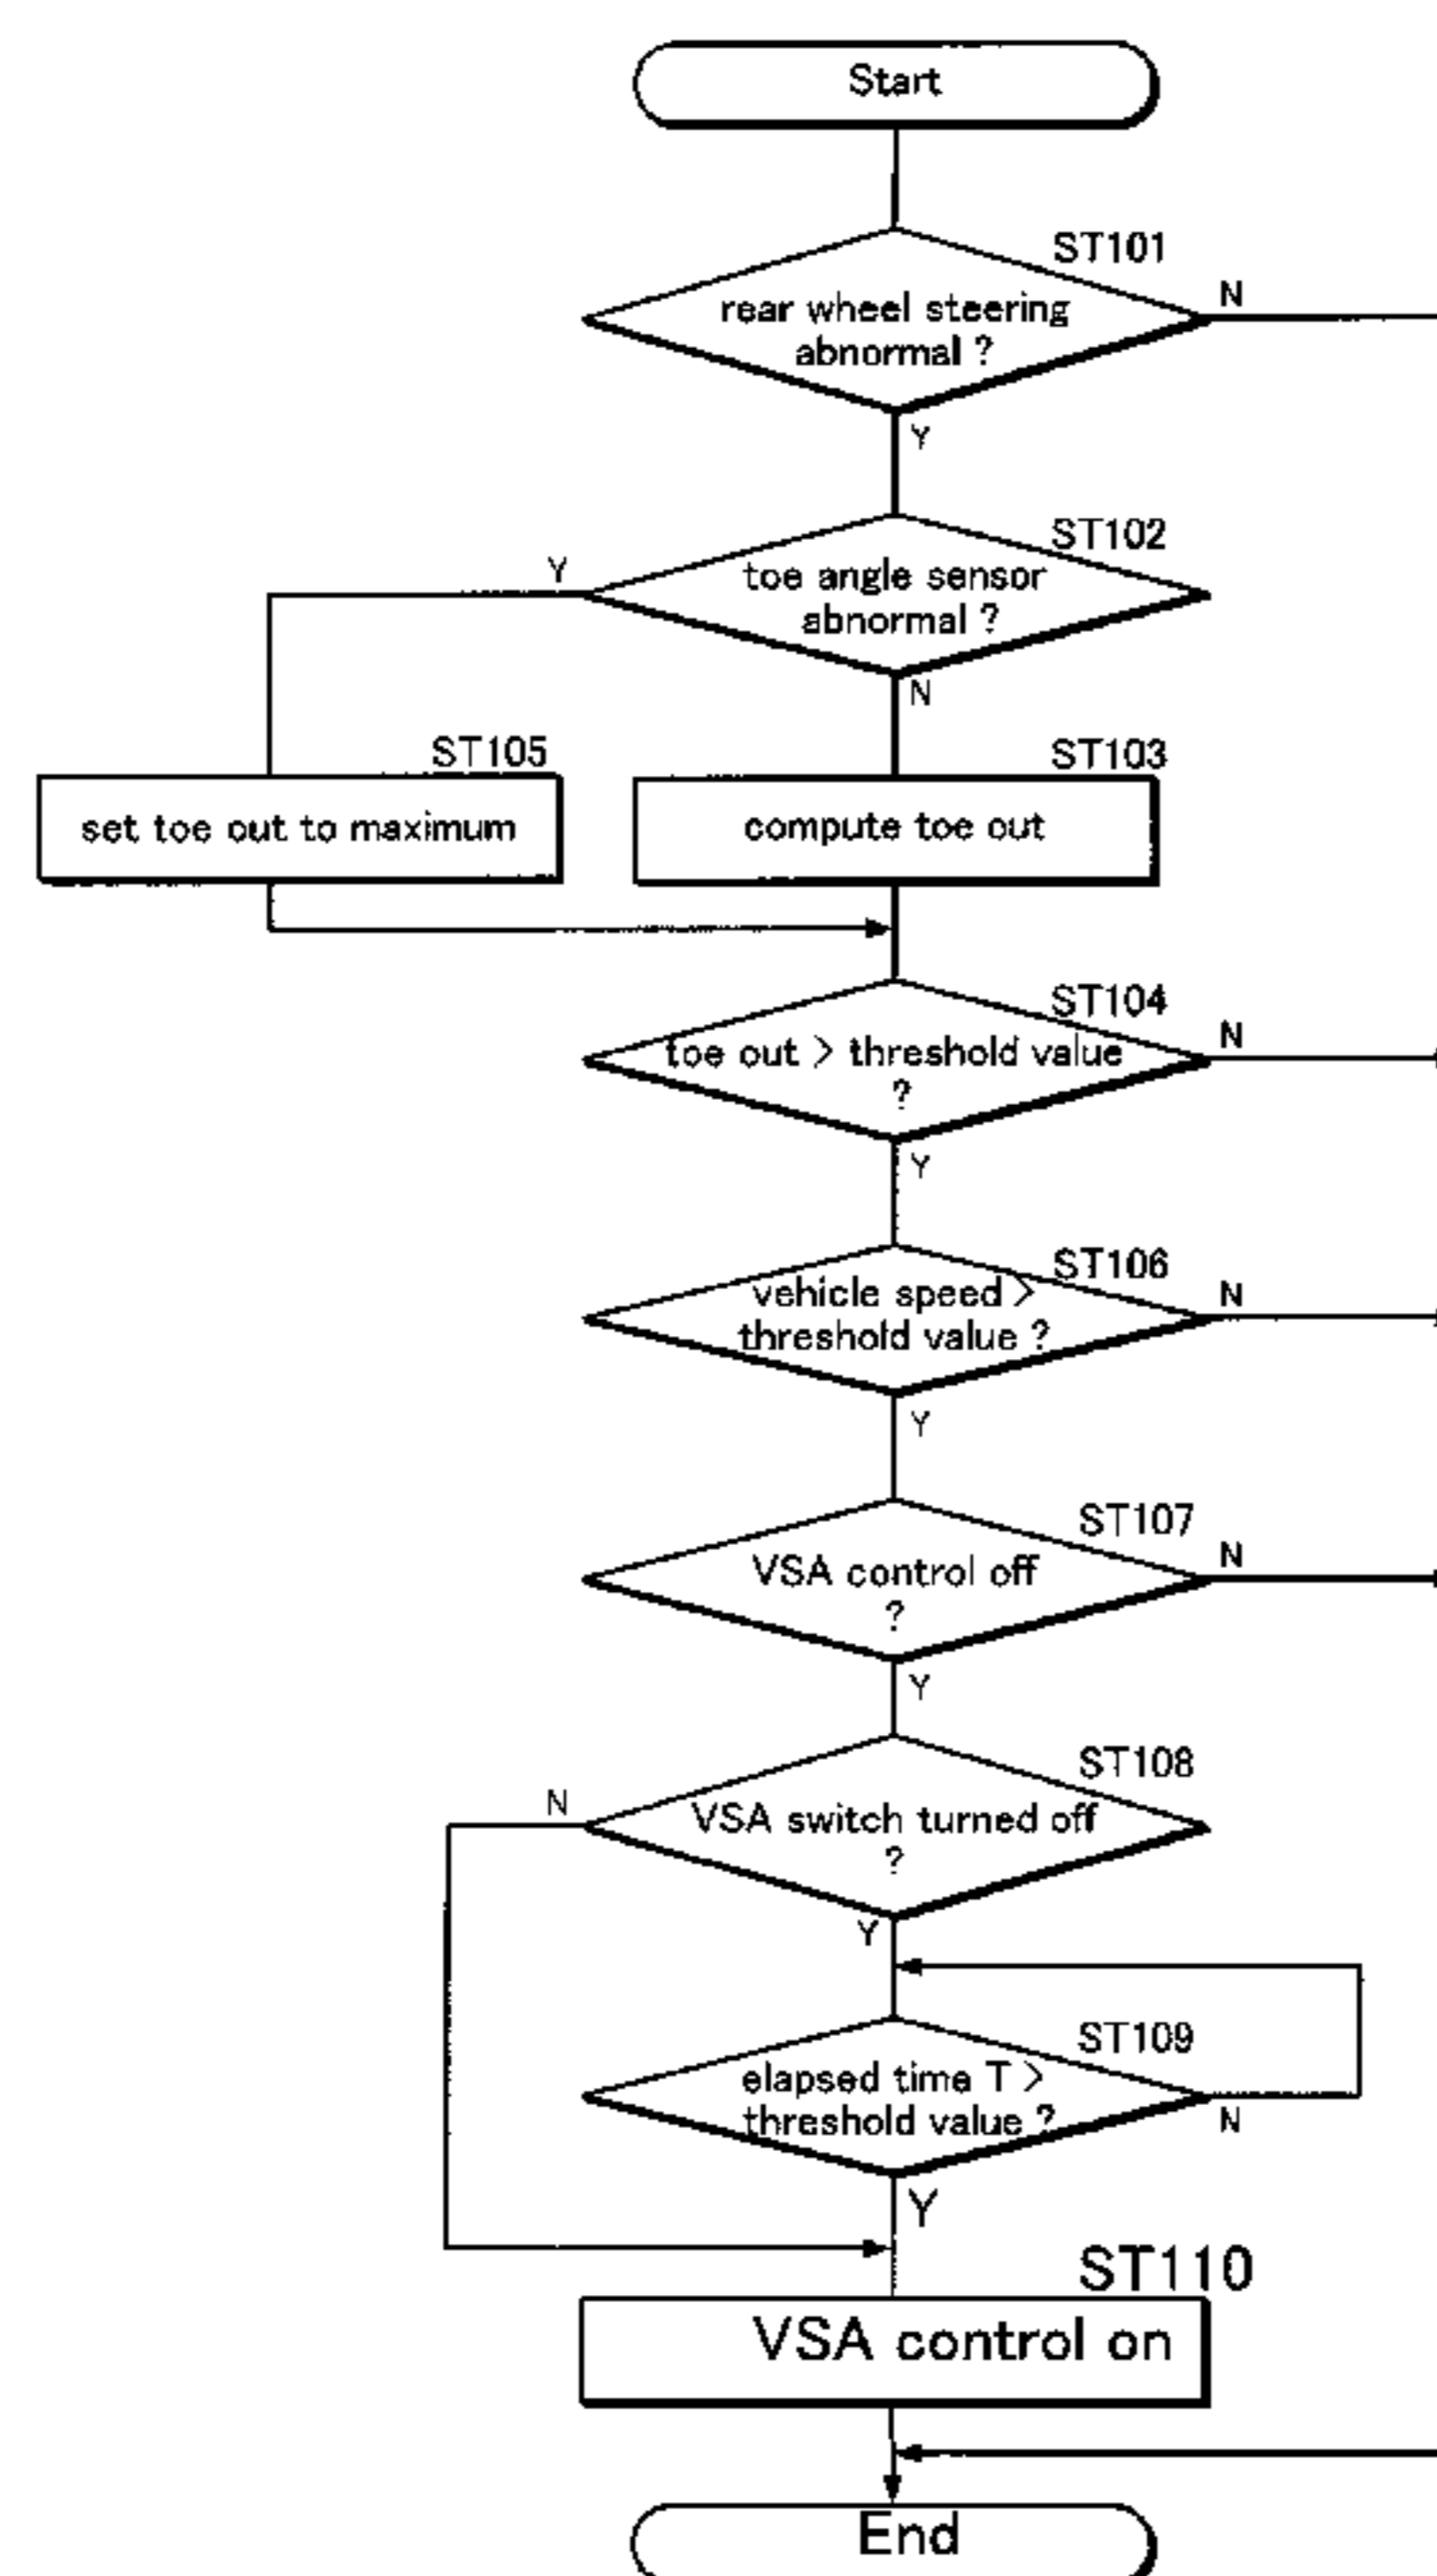 Start
ST101
N
rear wheel steering
abnormal ?
Y
ST102
Y
toe angle sensor
abnormal ?
N
ST105
ST103
set toe out to maximum
compute toe out
ST104
N
toe out > threshold value
?
Y
ST106
N
vehicle speed >
threshold value ?
Y
ST107
N
VSA control off
?
Y
ST108
N
VSA switch turned off
?
Y
ST109
elapsed time T >
threshold value ?
N
Y
ST110
VSA control on
End